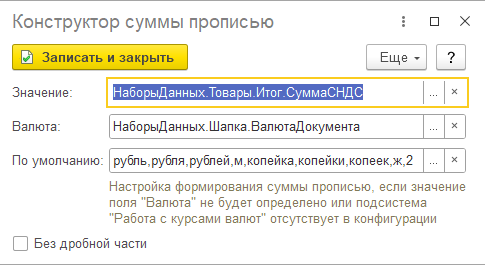 Конструктор суммы прописью
Записать и закрыть
Еще
?
Значение: НаборыДанных.Товары.Итог.СуммаСНДС ... ×
Валюта: НаборыДанных.Шапка.ВалютаДокумента ... ×
По умолчанию: рубль,рубля,рублей,м,копейка,копейки,копеек,ж,2 ... ×
Настройка формирования суммы прописью, если значение
поля "Валюта" не будет определено или подсистема
"Работа с курсами валют" отсутствует в конфигурации
Без дробной части